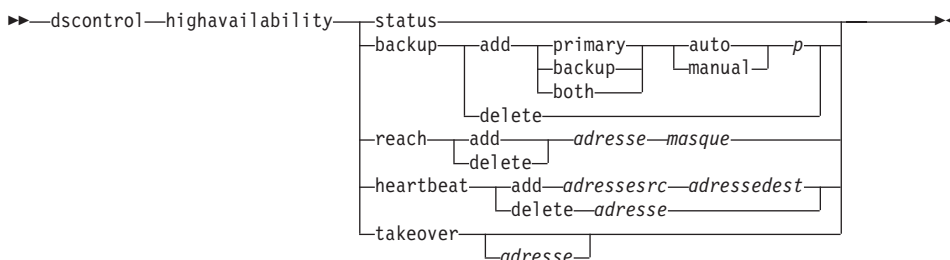 dscontrol highavailability status
backup add primary auto p
backup manual
both
delete
reach add adresse masque
delete
heartbeat add adressesrc adressedest
delete adresse
takeover
adresse